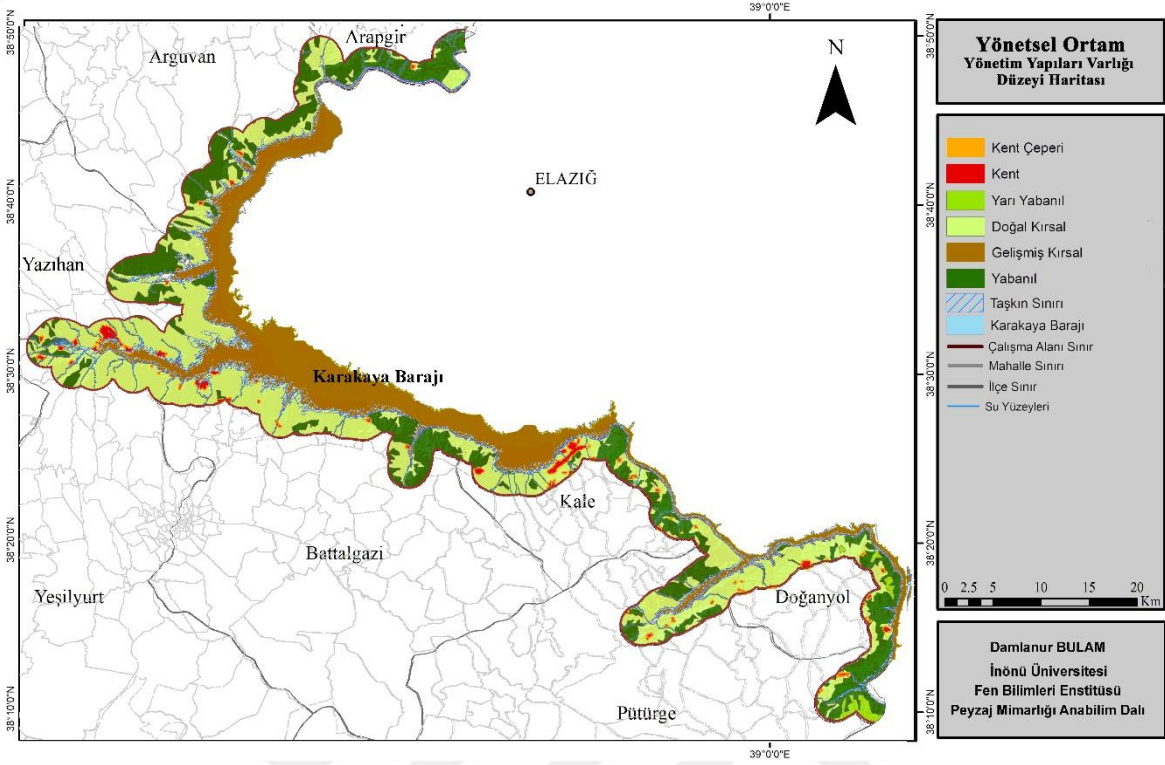 39°0'0"E
38°50'0"N
38°40'0"N
38°30'0"N
38°20'0"N
38°10'0"N
Arapgir
Arguvan
N
ELAZIĞ
Yazıhan
Karakaya Barajı
Kale
Battalgazi
Yeşilyurt
Doğanyol
Pütürge
38°50'0"N
38°40'0"N
38°30'0"N
38°20'0"N
38°10'0"N
39°0'0"E
Yönetsel Ortam
Yönetim Yapıları Varlığı
Düzeyi Haritası
Kent Çeperi
Kent
Yarı Yabanıl
Doğal Kırsal
Gelişmiş Kırsal
Yabanıl
Taşkın Sınırı
Karakaya Barajı
Çalışma Alanı Sınır
Mahalle Sınırı
İlçe Sınır
Su Yüzeyleri
0 2.5 5 10 15 20
Km
Damlanur BULAM
İnönü Üniversitesi
Fen Bilimleri Enstitüsü
Peyzaj Mimarlığı Anabilim Dalı